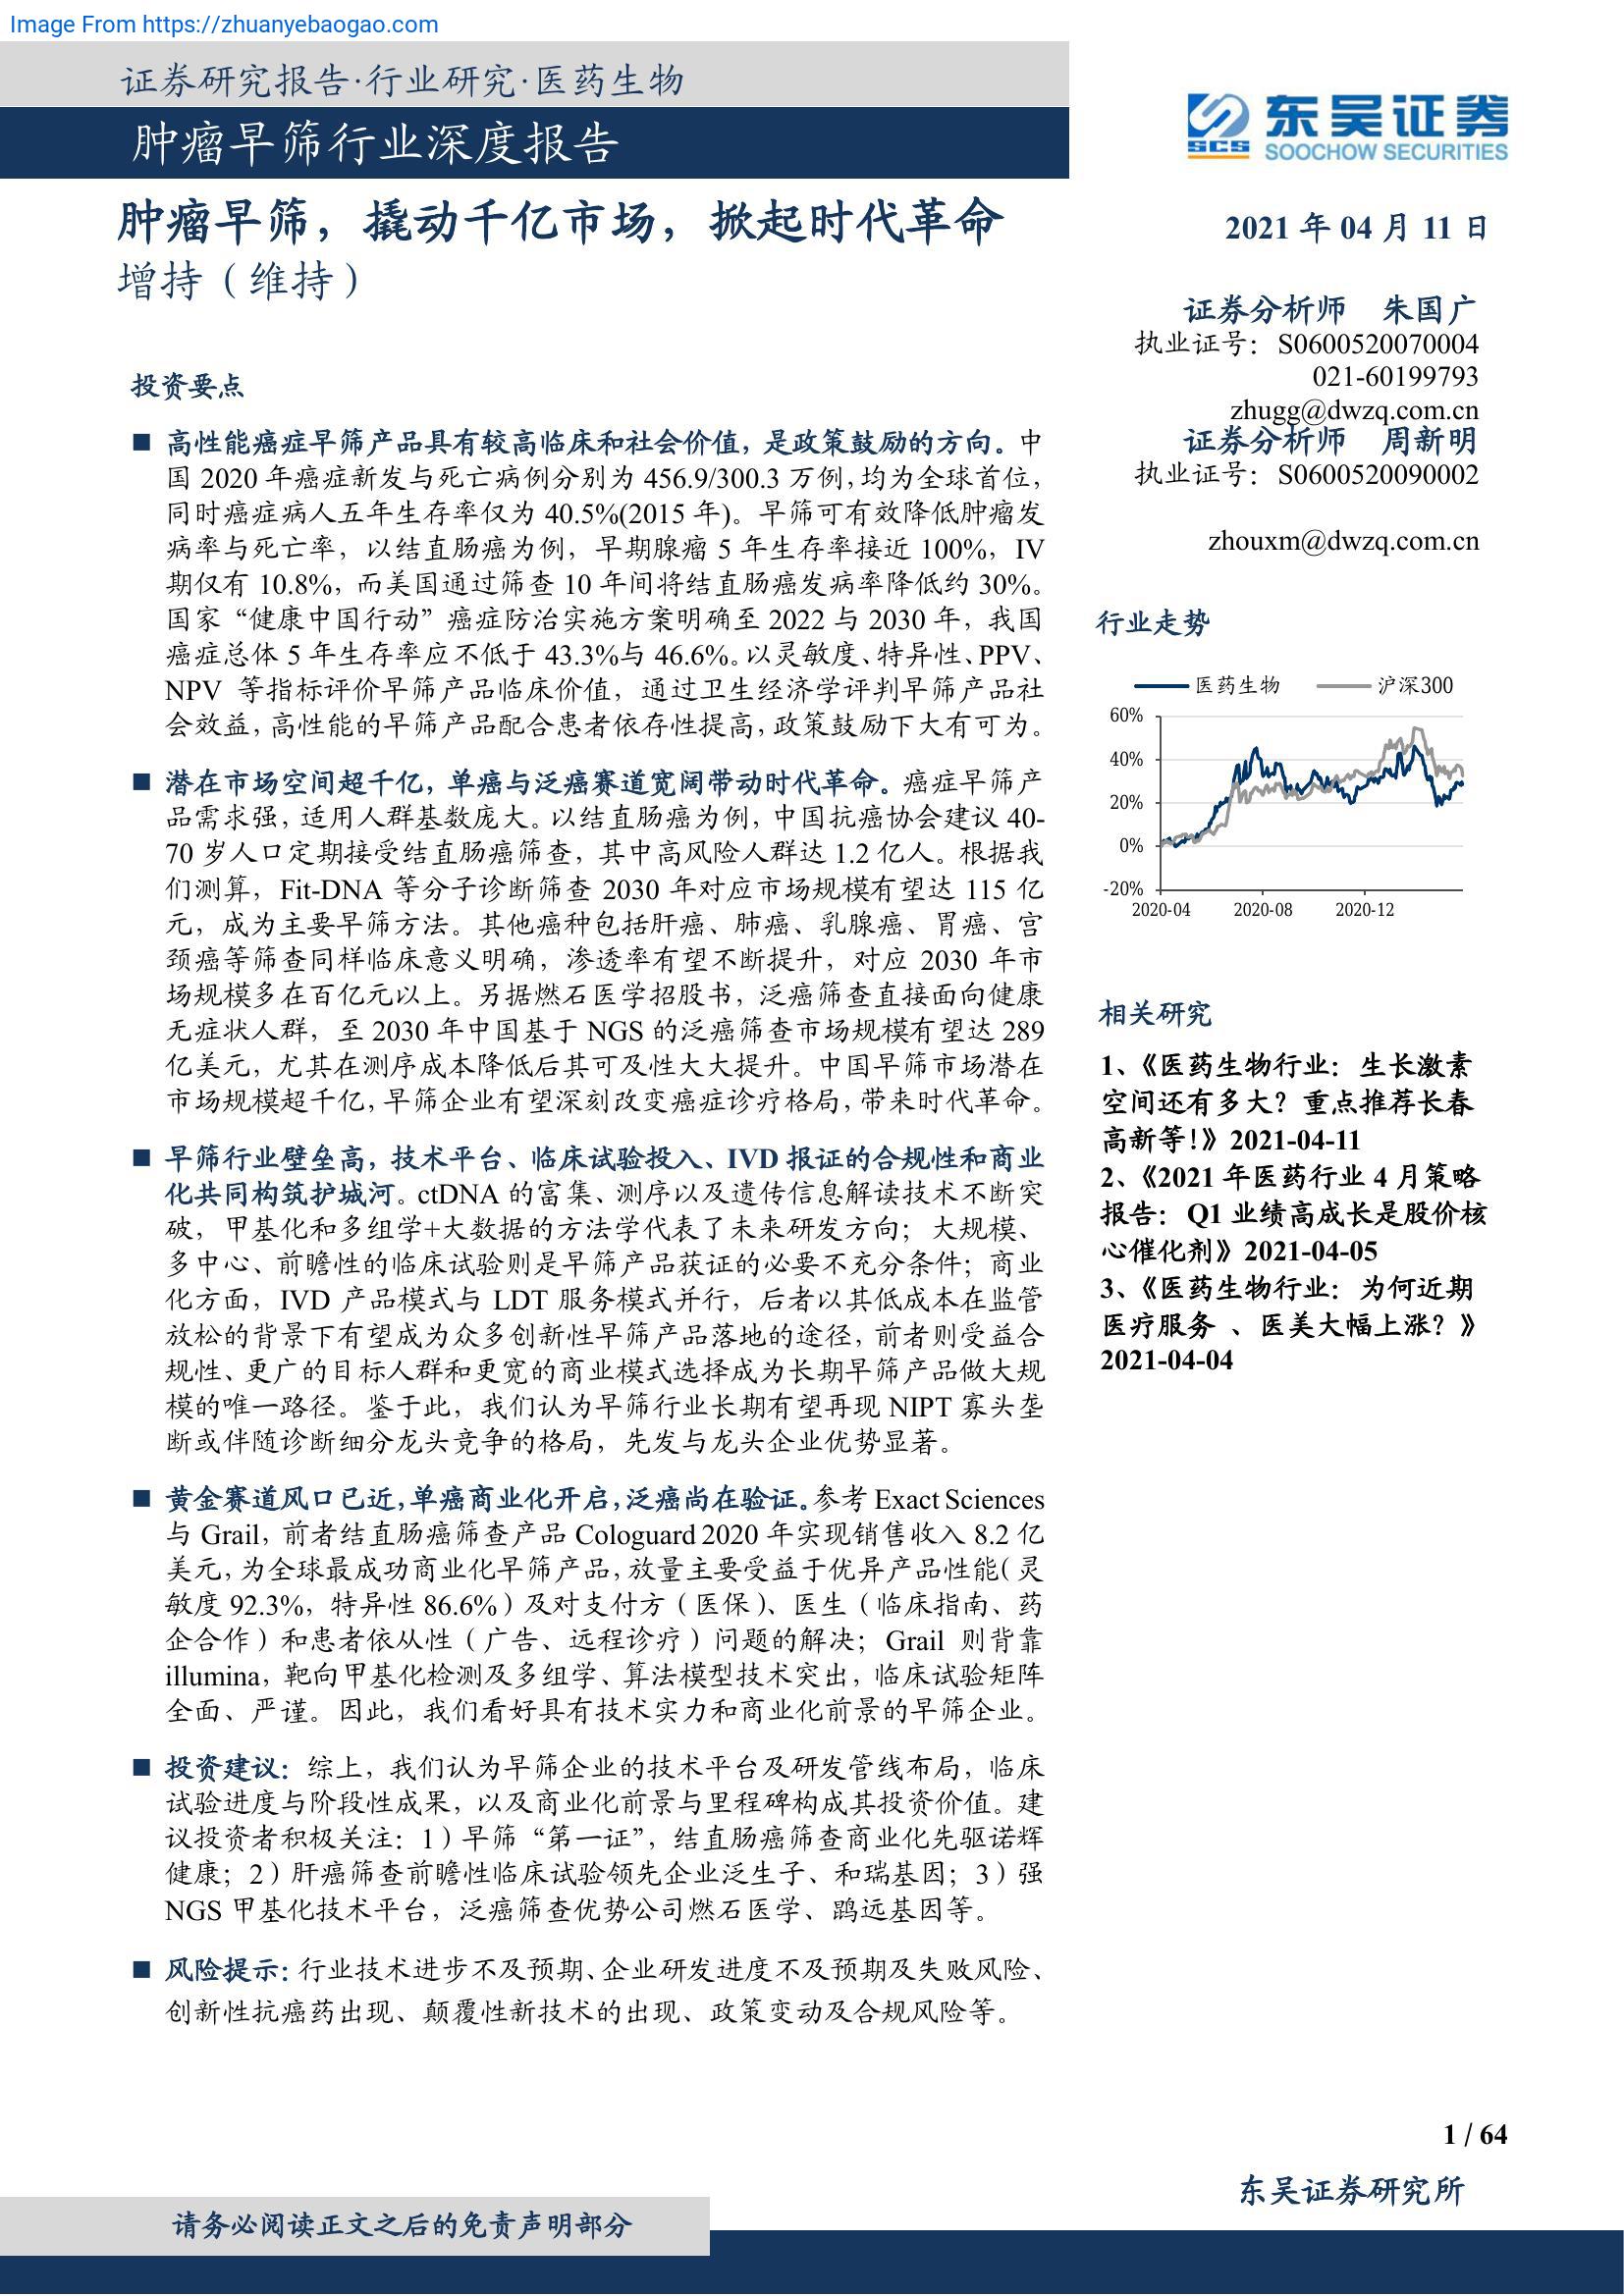 Image From https://zhuanyebaogao.com
证券研究报告·行业研究·医药生物
肿瘤早筛行业深度报告
东吴证券
SCS SOOCHOW SECURITIES
肿瘤早筛，撬动千亿市场，掀起时代革命
增持（维持）
投资要点
■ 高性能癌症早筛产品具有较高临床和社会价值，是政策鼓励的方向。中
国 2020 年癌症新发与死亡病例分别为 456.9/300.3 万例，均为全球首位，
同时癌症病人五年生存率仅为 40.5%(2015 年)。早筛可有效降低肿瘤发
病率与死亡率，以结直肠癌为例，早期腺瘤 5 年生存率接近 100%，IV
期仅有 10.8%，而美国通过筛查 10 年间将结直肠癌发病率降低约 30%。
国家“健康中国行动”癌症防治实施方案明确至 2022 与 2030 年，我国
癌症总体 5 年生存率应不低于 43.3%与 46.6%。以灵敏度、特异性、PPV、
NPV 等指标评价早筛产品临床价值，通过卫生经济学评判早筛产品社
会效益，高性能的早筛产品配合患者依存性提高，政策鼓励下大有可为。
■ 潜在市场空间超千亿，单癌与泛癌赛道宽阔带动时代革命。癌症早筛产
品需求强，适用人群基数庞大。以结直肠癌为例，中国抗癌协会建议 40-
70 岁人口定期接受结直肠癌筛查，其中高风险人群达 1.2 亿人。根据我
们测算，Fit-DNA 等分子诊断筛查 2030 年对应市场规模有望达 115 亿
元，成为主要早筛方法。其他癌种包括肝癌、肺癌、乳腺癌、胃癌、宫
颈癌等筛查同样临床意义明确，渗透率有望不断提升，对应 2030 年市
场规模多在百亿元以上。另据燃石医学招股书，泛癌筛查直接面向健康
无症状人群，至 2030 年中国基于 NGS 的泛癌筛查市场规模有望达 289
亿美元，尤其在测序成本降低后其可及性大大提升。中国早筛市场潜在
市场规模超千亿，早筛企业有望深刻改变癌症诊疗格局，带来时代革命。
■ 早筛行业壁垒高，技术平台、临床试验投入、IVD 报证的合规性和商业
化共同构筑护城河。ctDNA 的富集、测序以及遗传信息解读技术不断突
破，甲基化和多组学+大数据的方法学代表了未来研发方向；大规模、
多中心、前瞻性的临床试验则是早筛产品获证的必要不充分条件；商业
化方面，IVD 产品模式与 LDT 服务模式并行，后者以其低成本在监管
放松的背景下有望成为众多创新性早筛产品落地的途径，前者则受益合
规性、更广的目标人群和更宽的商业模式选择成为长期早筛产品做大规
模的唯一路径。鉴于此，我们认为早筛行业长期有望再现 NIPT 寡头垄
断或伴随诊断细分龙头竞争的格局，先发与龙头企业优势显著。
■ 黄金赛道风口已近，单癌商业化开启，泛癌尚在验证。参考 Exact Sciences
与 Grail，前者结直肠癌筛查产品 Cologuard 2020 年实现销售收入 8.2 亿
美元，为全球最成功商业化早筛产品，放量主要受益于优异产品性能（灵
敏度 92.3%，特异性 86.6%）及对支付方（医保）、医生（临床指南、药
企合作）和患者依从性（广告、远程诊疗）问题的解决；Grail 则背靠
illumina，靶向甲基化检测及多组学、算法模型技术突出，临床试验矩阵
全面、严谨。因此，我们看好具有技术实力和商业化前景的早筛企业。
■ 投资建议：综上，我们认为早筛企业的技术平台及研发管线布局，临床
试验进度与阶段性成果，以及商业化前景与里程碑构成其投资价值。建
议投资者积极关注：1）早筛“第一证”，结直肠癌筛查商业化先驱诺辉
健康；2）肝癌筛查前瞻性临床试验领先企业泛生子、和瑞基因；3）强
NGS 甲基化技术平台，泛癌筛查优势公司燃石医学、鹍远基因等。
■ 风险提示：行业技术进步不及预期、企业研发进度不及预期及失败风险、
创新性抗癌药出现、颠覆性新技术的出现、政策变动及合规风险等。
2021 年 04 月 11 日
证券分析师 朱国广
执业证号：S0600520070004
021-60199793
zhugg@dwzq.com.cn
证券分析师 周新明
执业证号：S0600520090002
zhouxm@dwzq.com.cn
行业走势
医药生物 沪深300
60%
40%
20%
0%
-20%
2020-04 2020-08 2020-12
相关研究
1、《医药生物行业：生长激素
空间还有多大？重点推荐长春
高新等！》2021-04-11
2、《2021 年医药行业 4 月策略
报告：Q1 业绩高成长是股价核
心催化剂》2021-04-05
3、《医药生物行业：为何近期
医疗服务 、医美大幅上涨？》
2021-04-04
1 / 64
东吴证券研究所
请务必阅读正文之后的免责声明部分